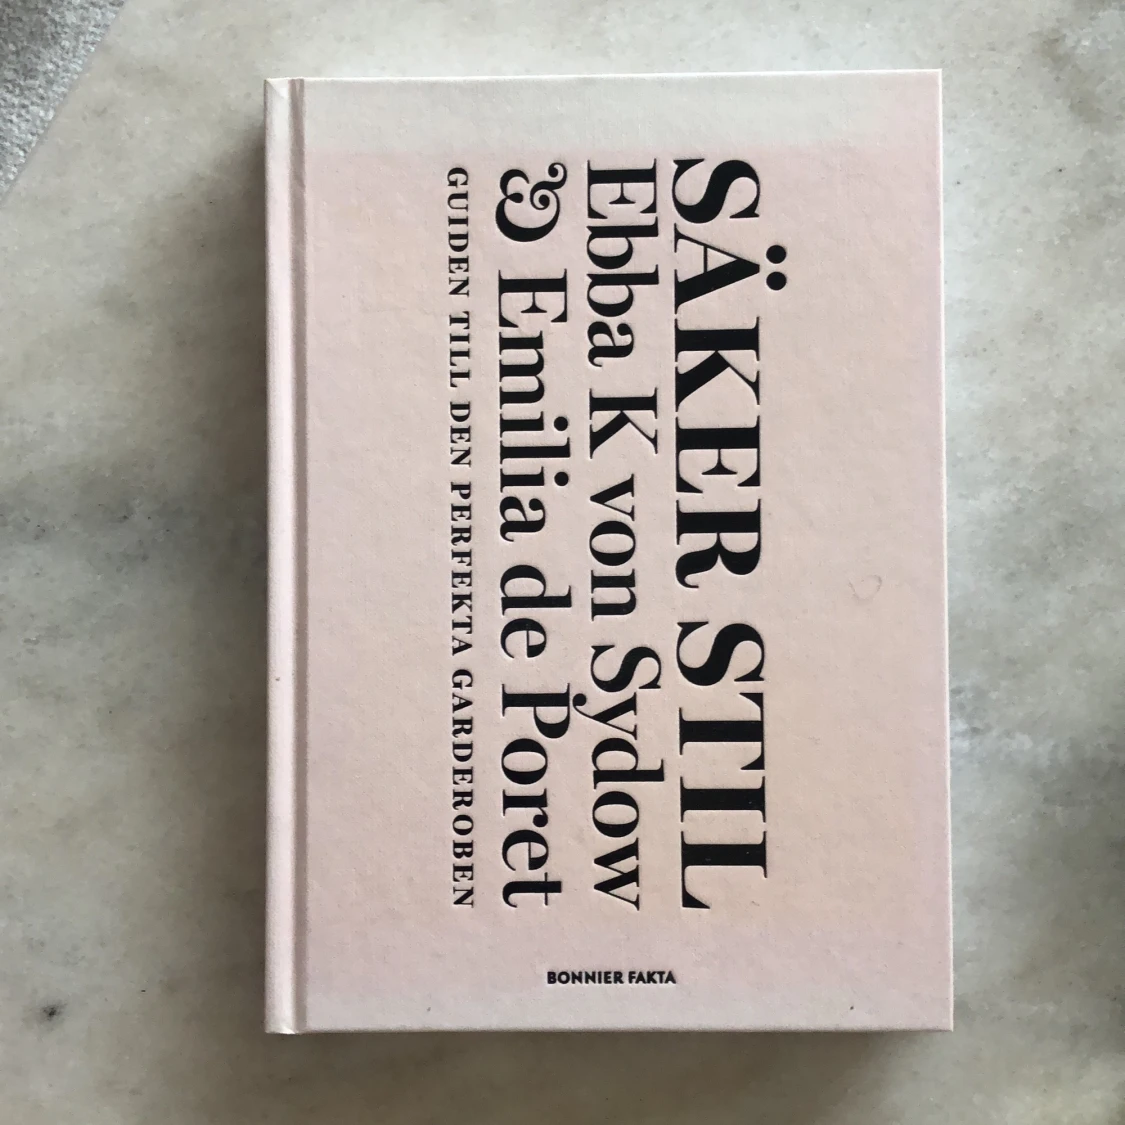 SÄKER STIL
Ebba K von Sydow
& Emilia de Poret
GUIDEN TILL DEN PERFEKTA GARDEROBEN
BONNIER FAKTA